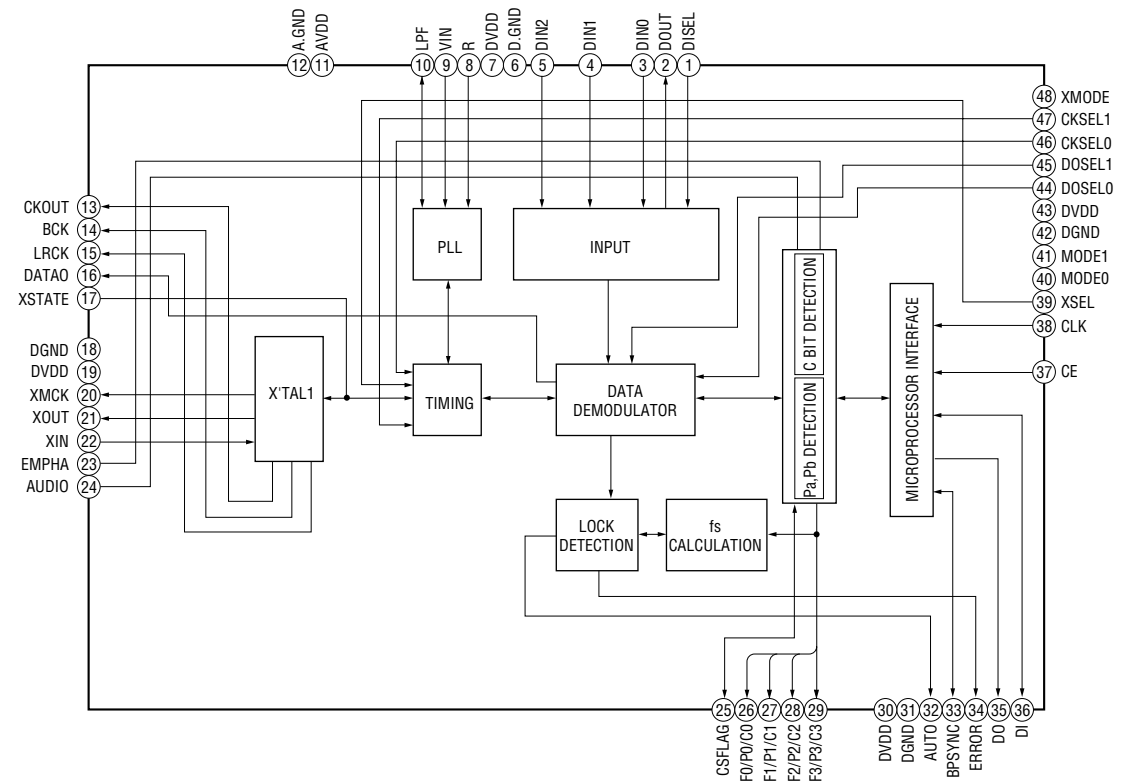 A.GND
AVDD
LPF
VIN
R
DVDD
D.GND
DIN2
DIN1
DIN0
DOUT
DISEL
12
11
10
9
8
7
6
5
4
3
2
1
48 XMODE
47 CKSEL1
46 CKSEL0
45 DOSEL1
44 DOSEL0
43 DVDD
42 DGND
41 MODE1
40 MODE0
39 XSEL
38 CLK
37 CE
CKOUT 13
BCK 14
LRCK 15
DATAO 16
XSTATE 17
DGND 18
DVDD 19
XMCK 20
XOUT 21
XIN 22
EMPHA 23
AUDIO 24
PLL
INPUT
X'TAL1
TIMING
DATA
DEMODULATOR
C BIT DETECTION
Pa,Pb DETECTION
MICROPROCESSOR INTERFACE
LOCK
DETECTION
fs
CALCULATION
25
26
27
28
29
30
31
32
33
34
35
36
CSFLAG
F0/P0/C0
F1/P1/C1
F2/P2/C2
F3/P3/C3
DVDD
DGND
AUTO
BPSYNC
ERROR
DO
DI